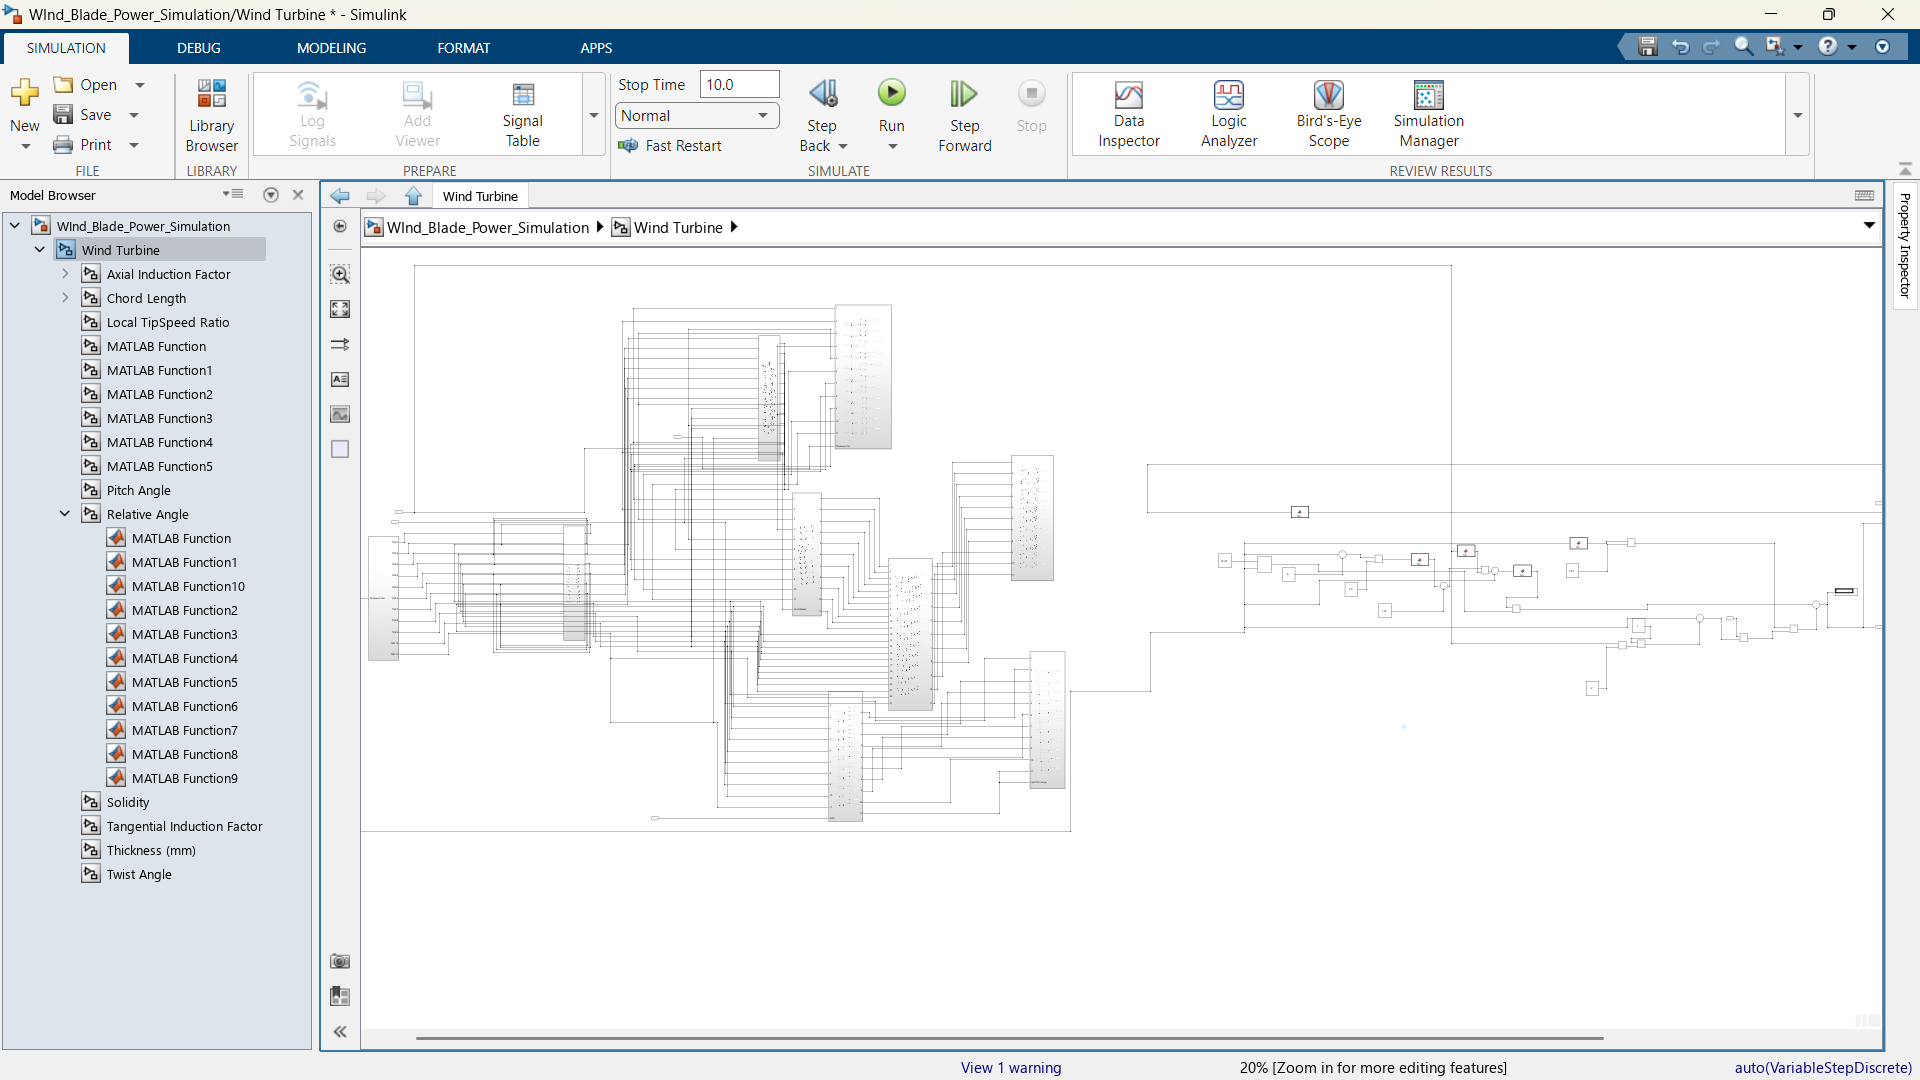 WInd_Blade_Power_Simulation/Wind Turbine * - Simulink
SIMULATION
DEBUG
MODELING
FORMAT
APPS
New
Open
Save
Print
FILE
Library Browser
LIBRARY
Log Signals
Add Viewer
Signal Table
PREPARE
Stop Time 10.0
Normal
Fast Restart
Step Back
Run
Step Forward
Stop
SIMULATE
Data Inspector
Logic Analyzer
Bird's-Eye Scope
Simulation Manager
REVIEW RESULTS
Model Browser
WInd_Blade_Power_Simulation
Wind Turbine
Axial Induction Factor
Chord Length
Local TipSpeed Ratio
MATLAB Function
MATLAB Function1
MATLAB Function2
MATLAB Function3
MATLAB Function4
MATLAB Function5
Pitch Angle
Relative Angle
MATLAB Function
MATLAB Function1
MATLAB Function10
MATLAB Function2
MATLAB Function3
MATLAB Function4
MATLAB Function5
MATLAB Function6
MATLAB Function7
MATLAB Function8
MATLAB Function9
Solidity
Tangential Induction Factor
Thickness (mm)
Twist Angle
Wind Turbine
WInd_Blade_Power_Simulation
Wind Turbine
Property Inspector
View 1 warning
20% [Zoom in for more editing features]
auto(VariableStepDiscrete)